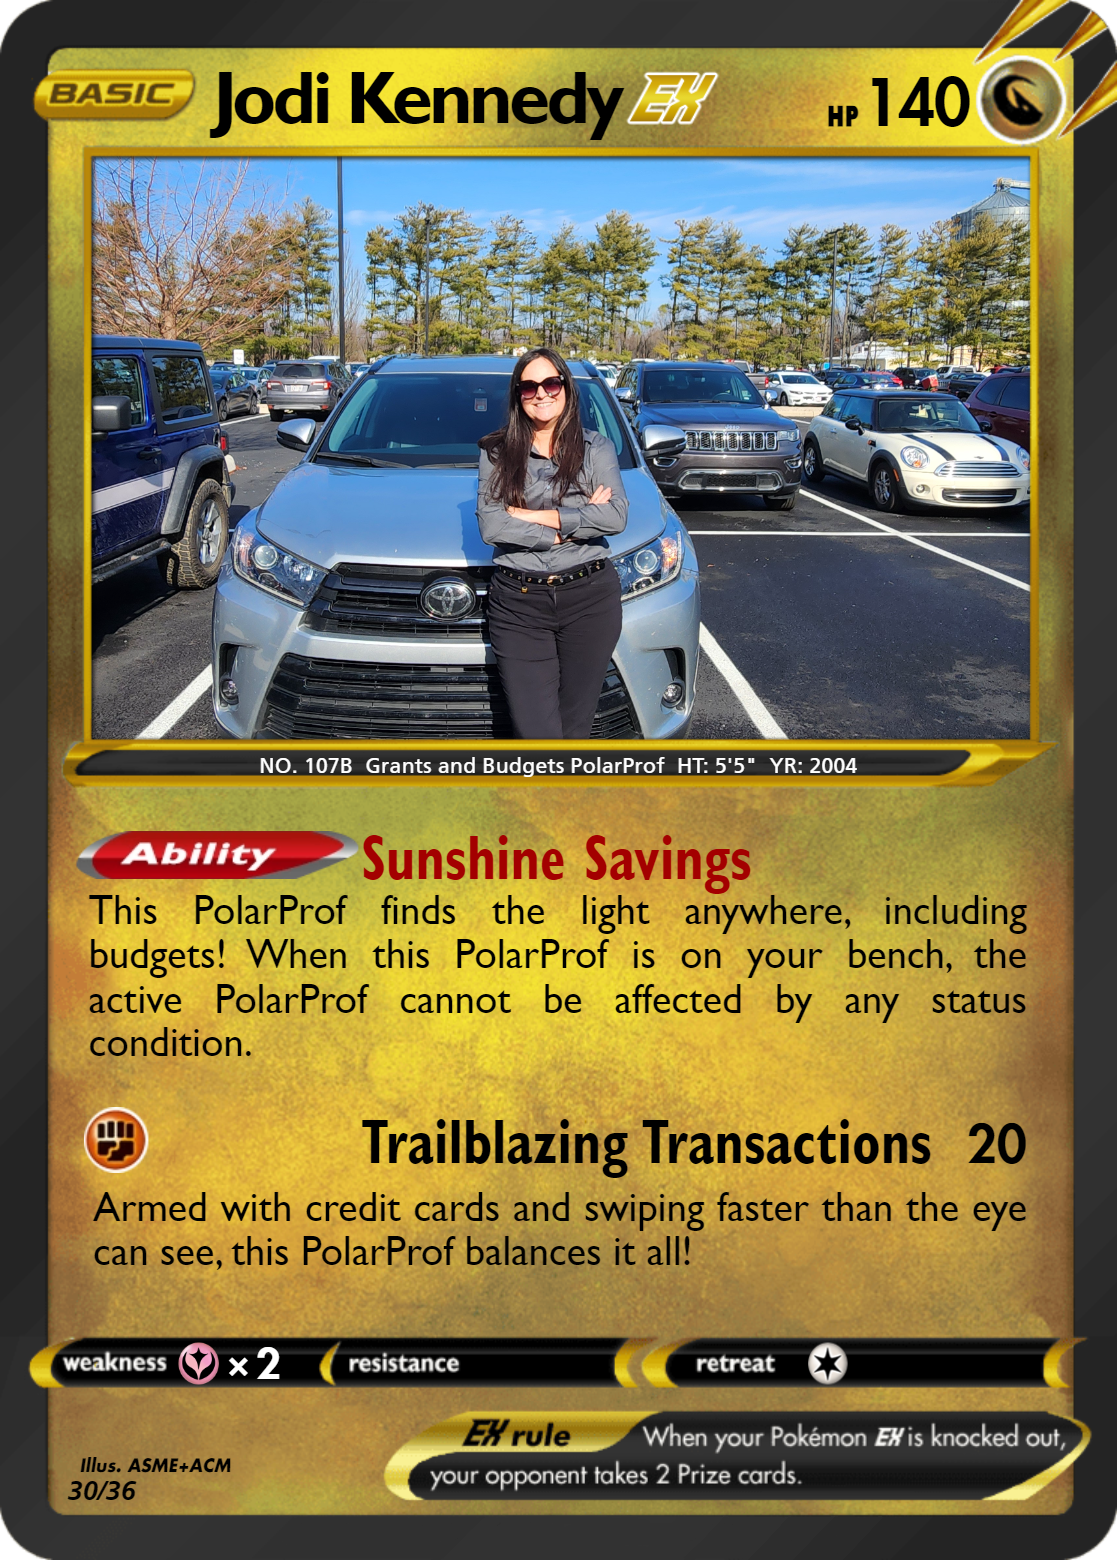 BASIC Jodi Kennedy EX HP 140
NO. 107B Grants and Budgets PolarProf HT: 5'5" YR: 2004
Ability Sunshine Savings
This PolarProf finds the light anywhere, including
budgets! When this PolarProf is on your bench, the
active PolarProf cannot be affected by any status
condition.
Trailblazing Transactions 20
Armed with credit cards and swiping faster than the eye
can see, this PolarProf balances it all!
weakness × 2 resistance retreat
EX rule When your Pokémon EX is knocked out,
your opponent takes 2 Prize cards.
Illus. ASME+ACM
30/36